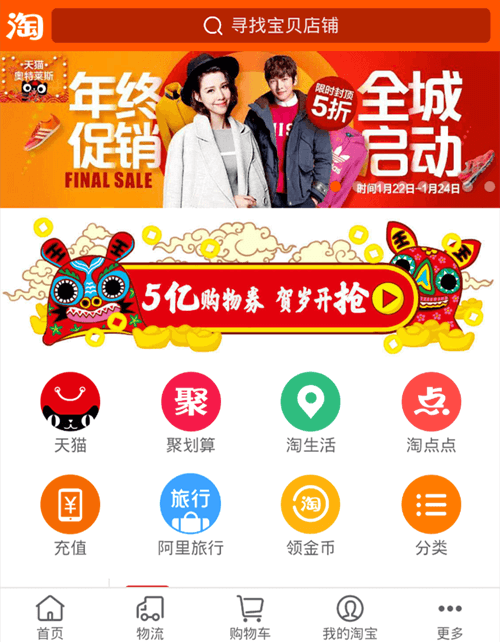 淘
寻找宝贝店铺
天猫
奥特莱斯
年终
促销
FINAL SALE
限时封顶
5折
全城
启动
时间1月22日~1月24日
5亿购物券 贺岁开抢
天猫
聚
聚划算
淘生活
点
淘点点
¥
充值
旅行
阿里旅行
淘
领金币
分类
首页
物流
购物车
我的淘宝
更多